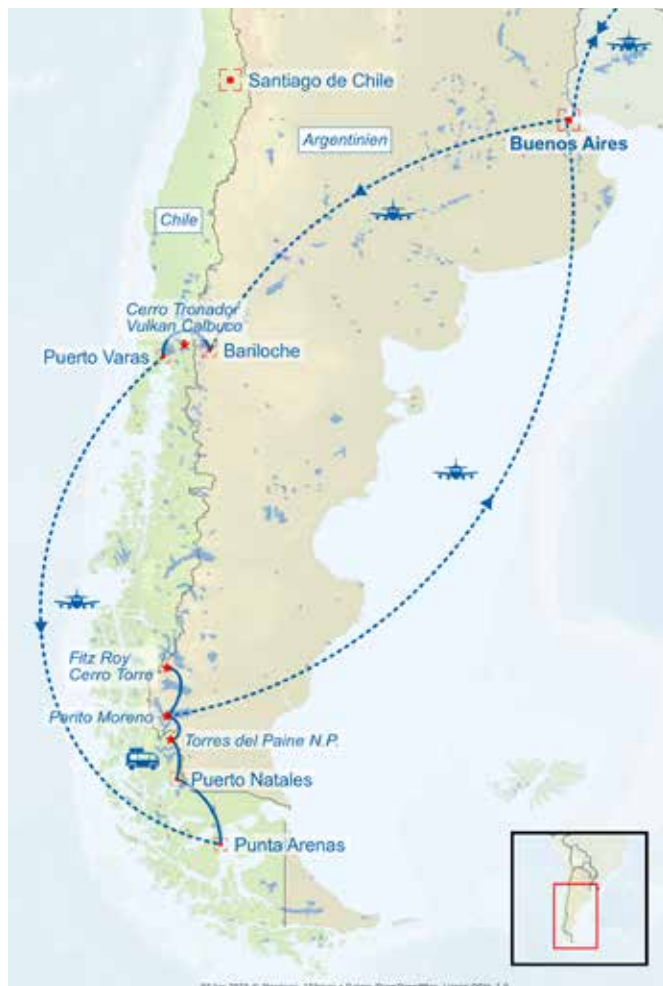 Santiago de Chile
Argentinien
Buenos Aires
Chile
Cerro Tronador
Vulkan Calbuco
Puerto Varas
Bariloche
Fitz Roy
Cerro Torre
Perito Moreno
Torres del Paine N.P.
Puerto Natales
Punta Arenas